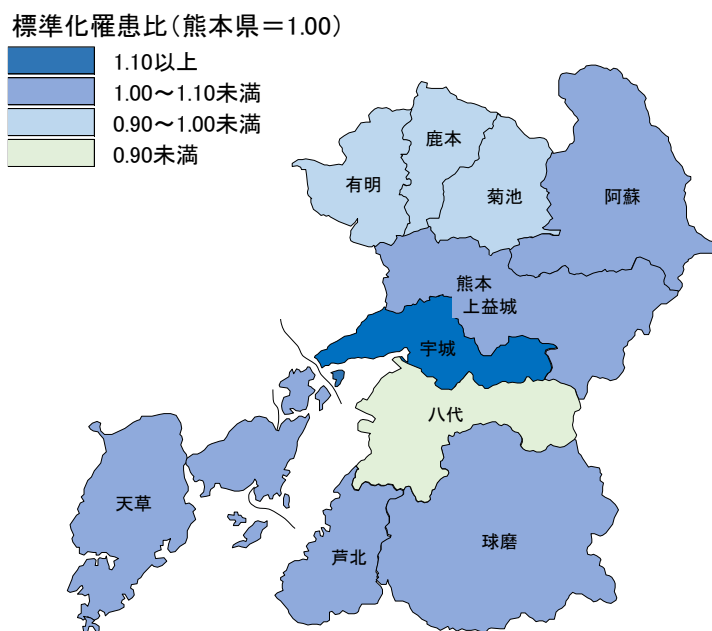 標準化罹患比(熊本県＝1.00)
1.10以上
1.00～1.10未満
0.90～1.00未満
0.90未満
鹿本
有明
菊池
阿蘇
熊本
上益城
宇城
八代
天草
芦北
球磨